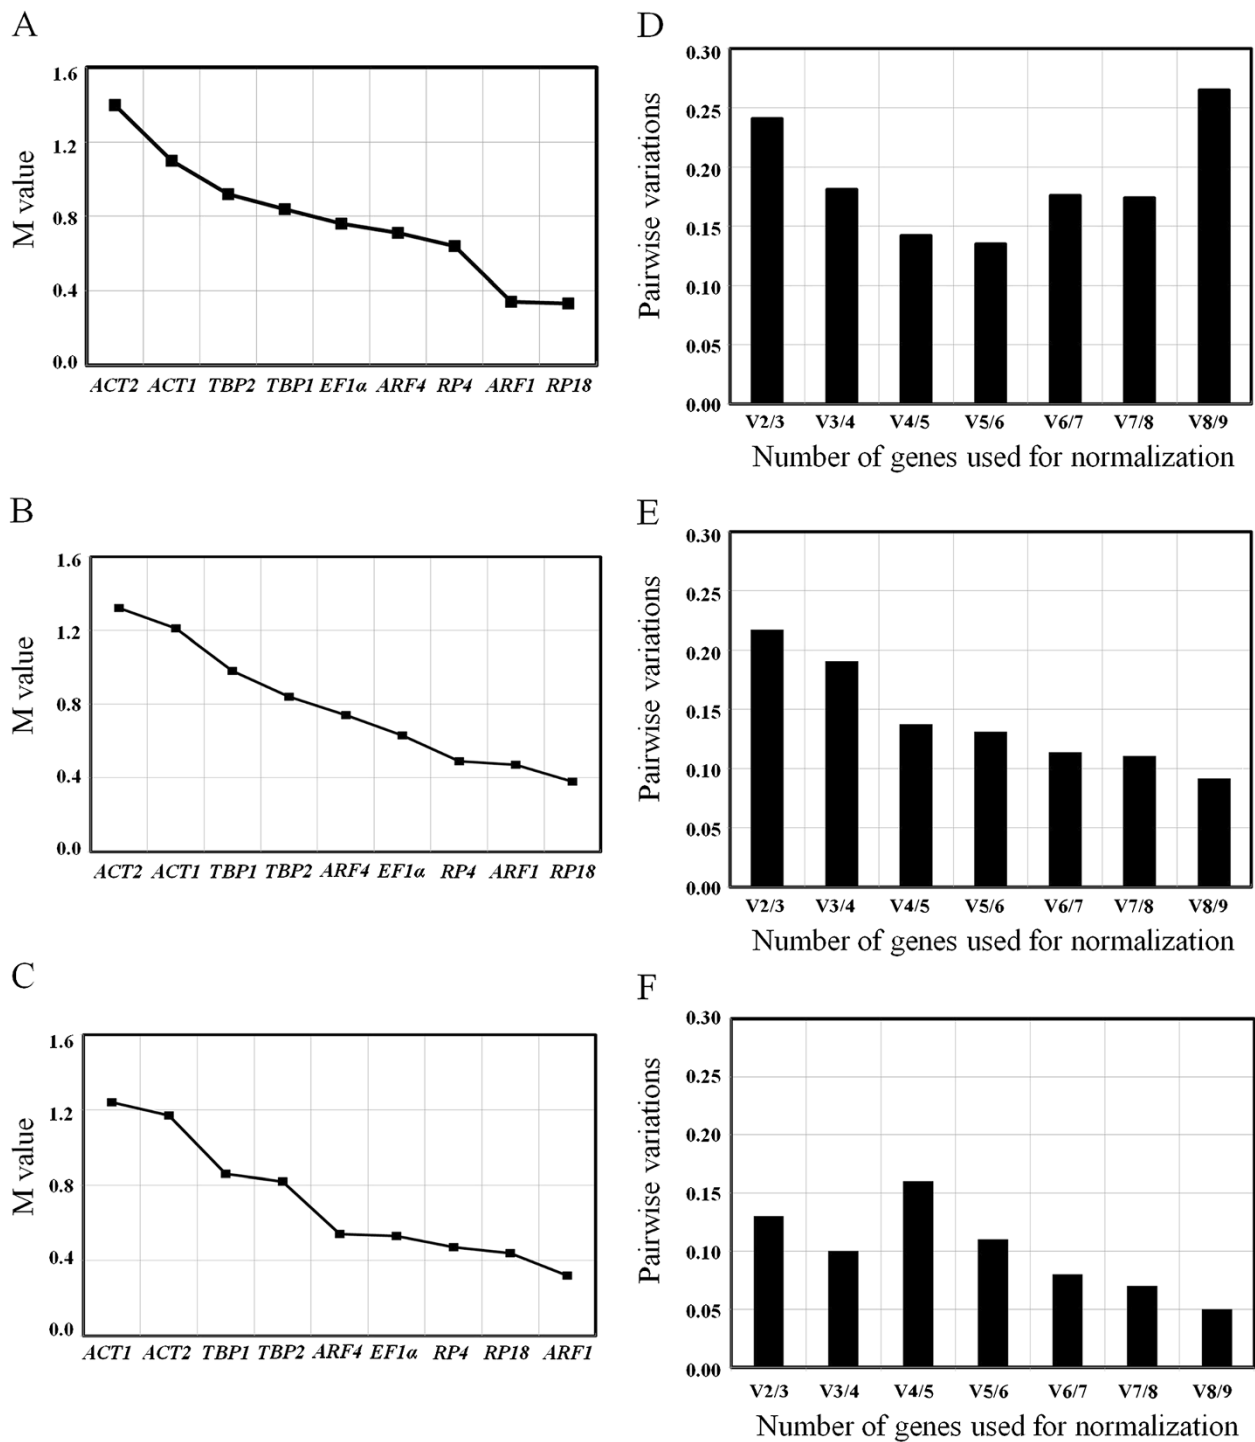 A
M value
1.6
1.2
0.8
0.4
0.0
ACT2 ACT1 TBP2 TBP1 EF1α ARF4 RP4 ARF1 RP18
D
Pairwise variations
0.30
0.25
0.20
0.15
0.10
0.05
0.00
V2/3 V3/4 V4/5 V5/6 V6/7 V7/8 V8/9
Number of genes used for normalization
B
M value
1.6
1.2
0.8
0.4
0.0
ACT2 ACT1 TBP1 TBP2 ARF4 EF1α RP4 ARF1 RP18
E
Pairwise variations
0.30
0.25
0.20
0.15
0.10
0.05
0.00
V2/3 V3/4 V4/5 V5/6 V6/7 V7/8 V8/9
Number of genes used for normalization
C
M value
1.6
1.2
0.8
0.4
0.0
ACT1 ACT2 TBP1 TBP2 ARF4 EF1α RP4 RP18 ARF1
F
Pairwise variations
0.30
0.25
0.20
0.15
0.10
0.05
0.00
V2/3 V3/4 V4/5 V5/6 V6/7 V7/8 V8/9
Number of genes used for normalization